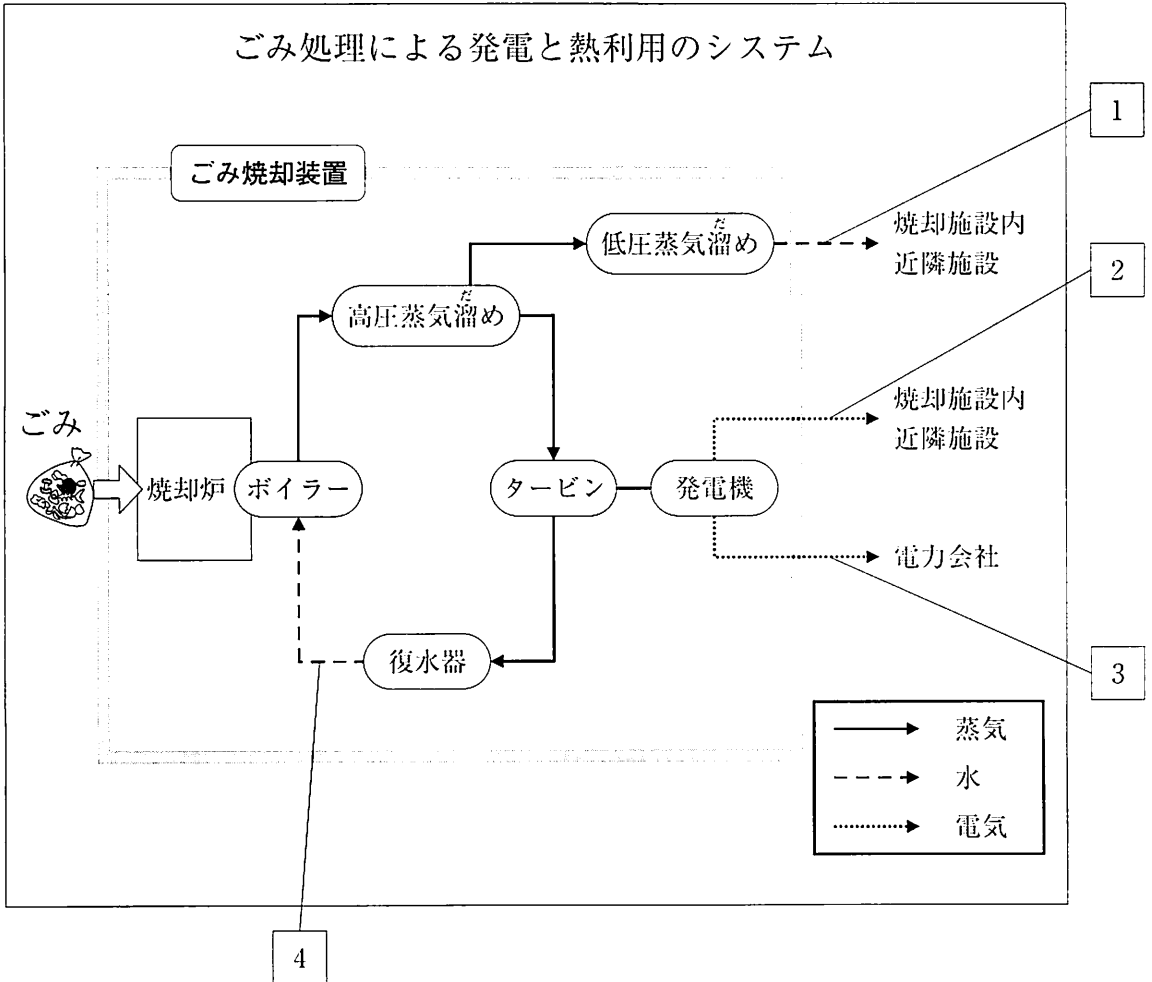 ごみ処理による発電と熱利用のシステム
1
ごみ焼却装置
低圧蒸気溜め
だ
焼却施設内
近隣施設
2
高圧蒸気溜め
だ
焼却施設内
近隣施設
ごみ
焼却炉
ボイラー
タービン
発電機
電力会社
復水器
3
蒸気
水
電気
4